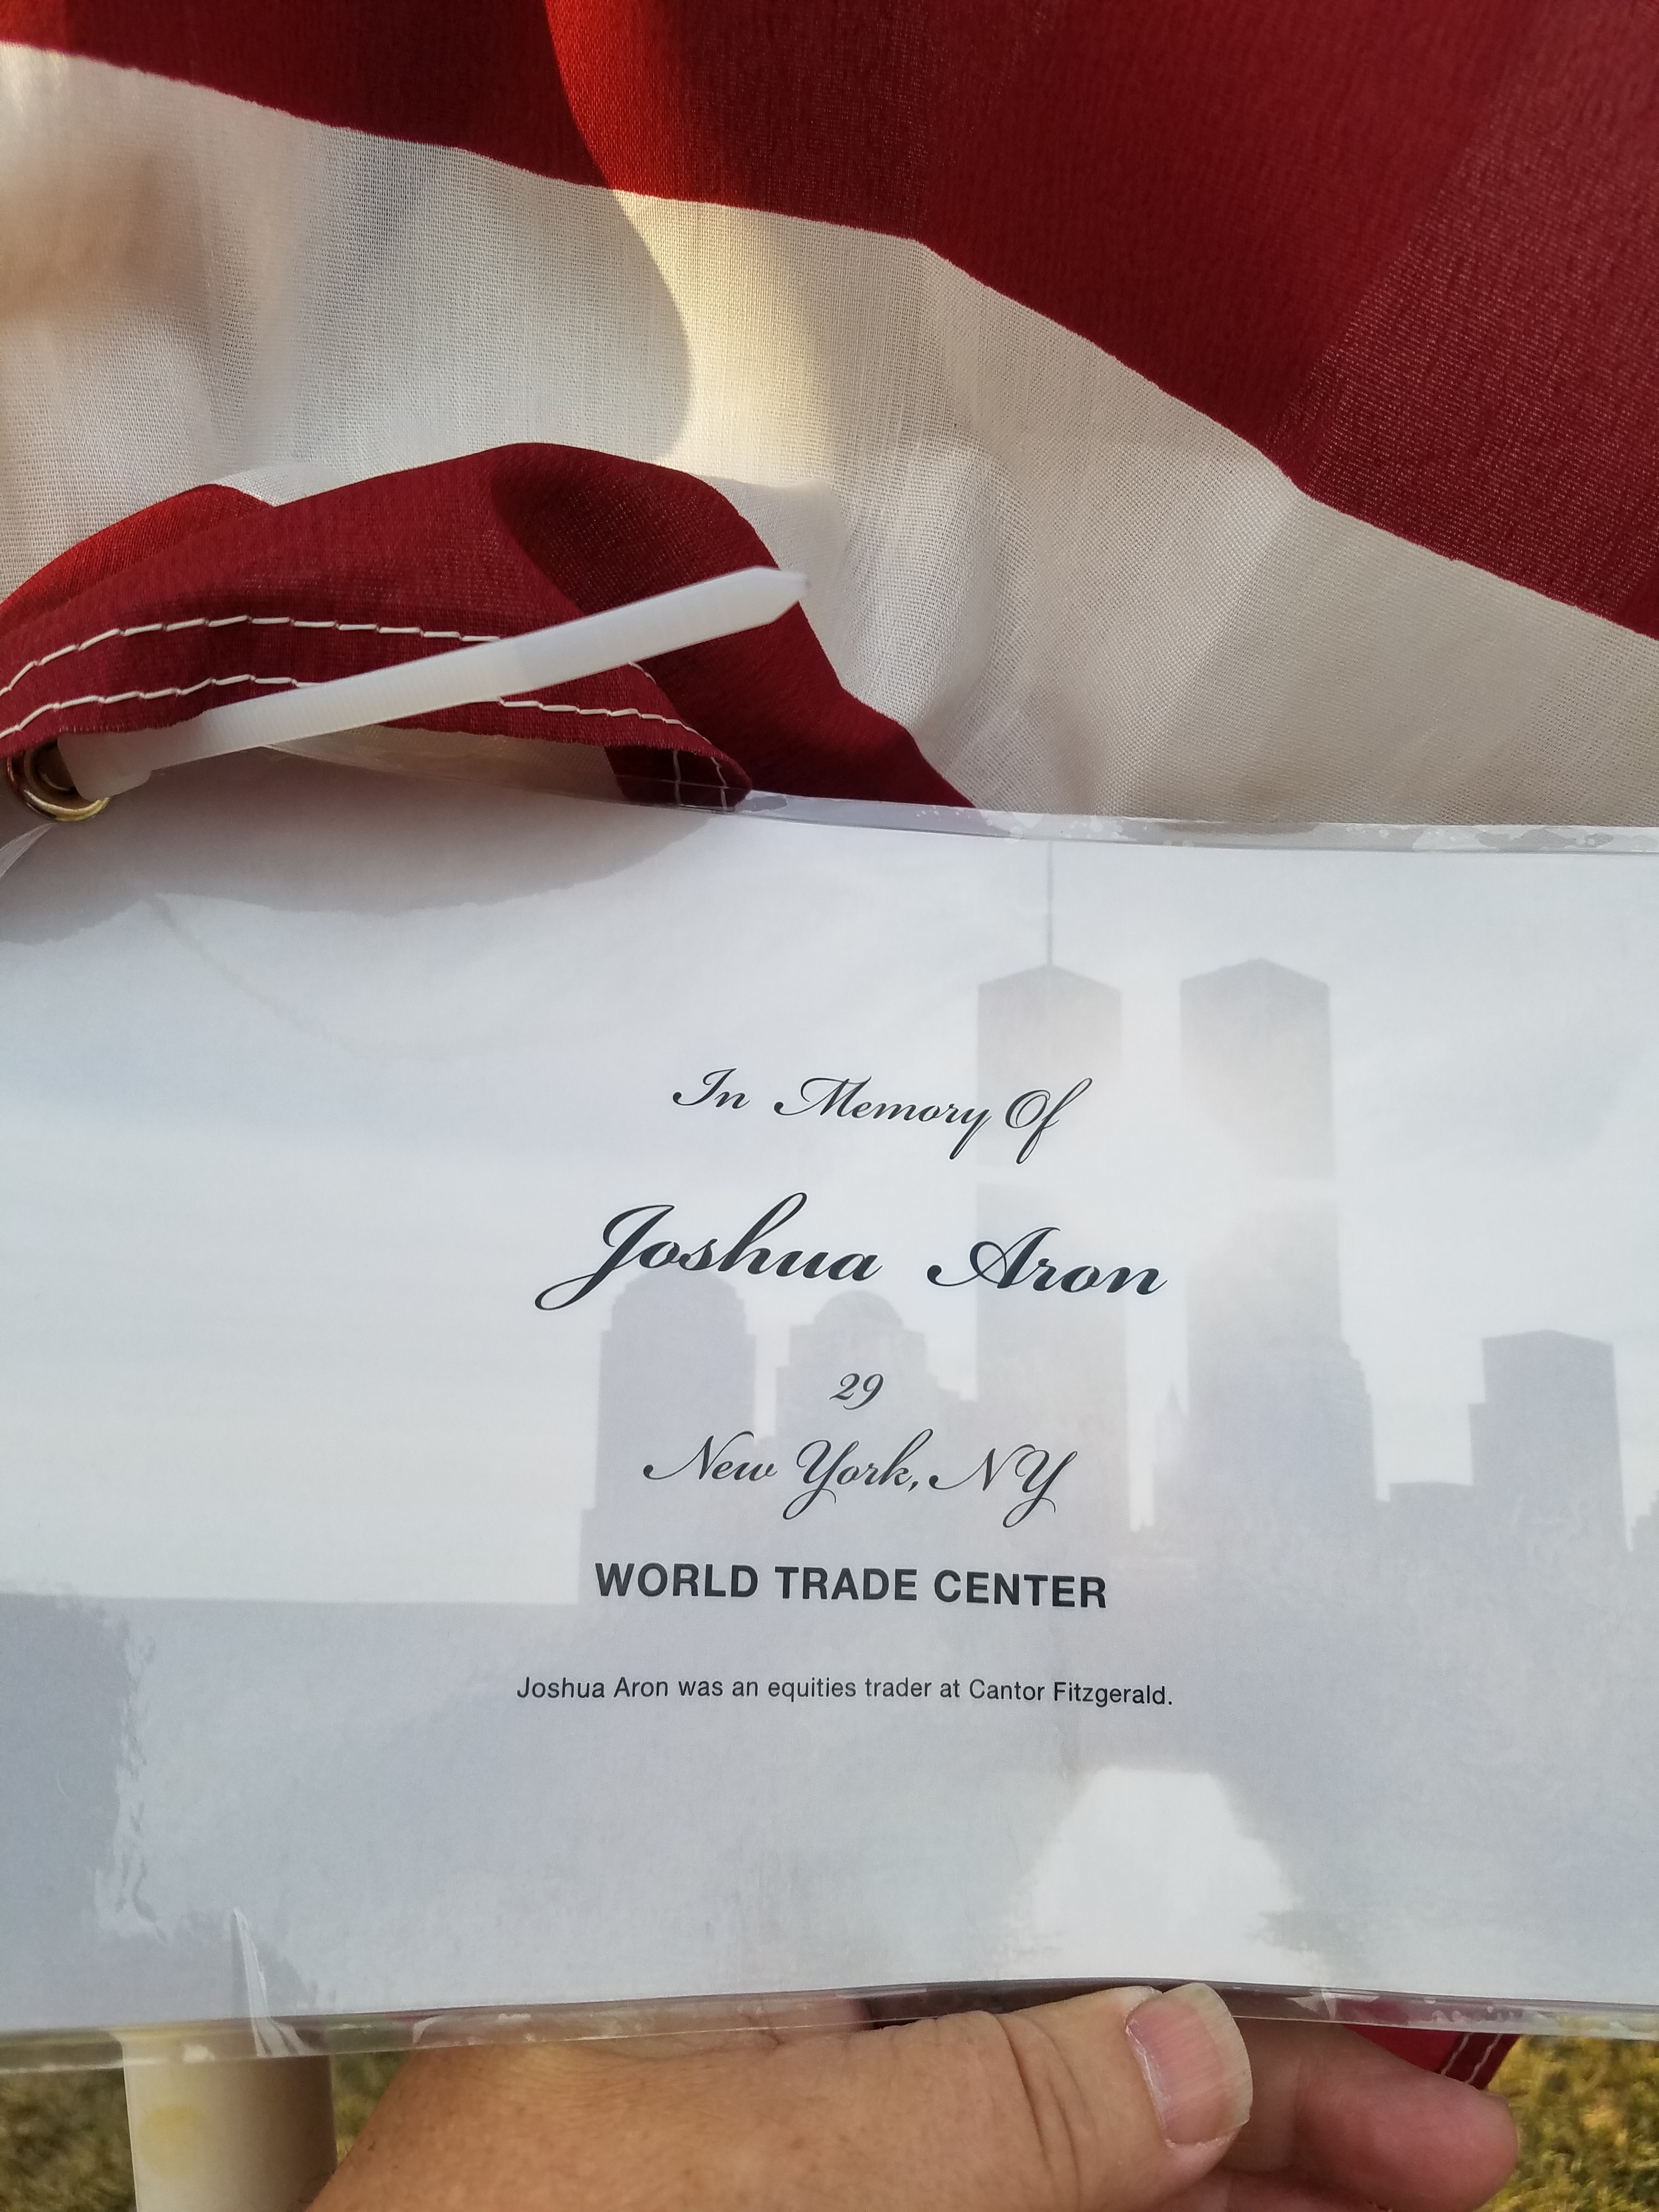 In Memory Of
Joshua Aron
29
New York, NY
WORLD TRADE CENTER
Joshua Aron was an equities trader at Cantor Fitzgerald.